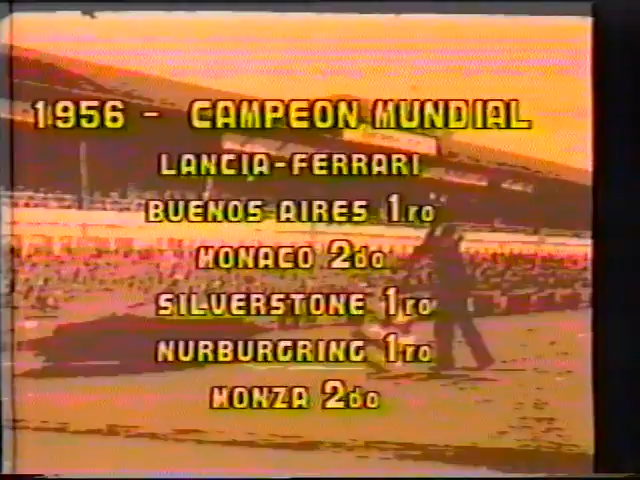 1956 - CAMPEON MUNDIAL
LANCIA-FERRARI
BUENOS AIRES 1ro
MONACO 2do
SILVERSTONE 1ro
NURBURGRING 1ro
MONZA 2do